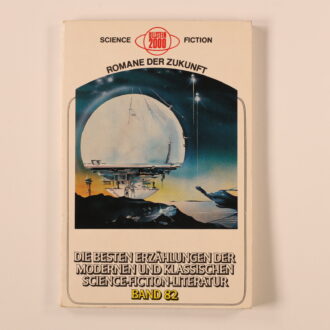 SCIENCE FICTION
ULLSTEIN
2000
ROMANE DER ZUKUNFT
DIE BESTEN ERZÄHLUNGEN DER
MODERNEN UND KLASSISCHEN
SCIENCE-FICTION-LITERATUR
BAND 82